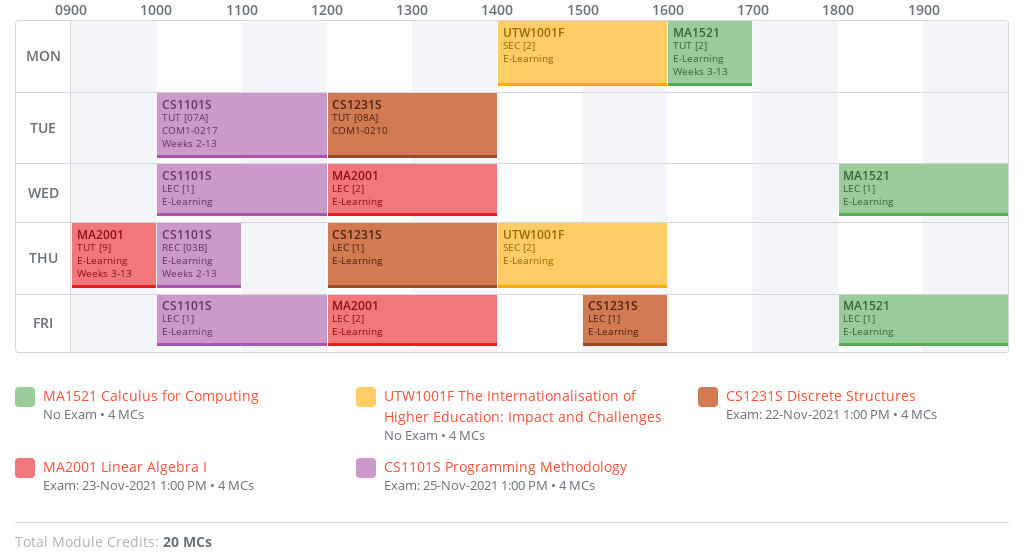 0900 1000 1100 1200 1300 1400 1500 1600 1700 1800 1900
MON
UTW1001F
SEC [2]
E-Learning
MA1521
TUT [2]
E-Learning
Weeks 3-13
TUE
CS1101S
TUT [07A]
COM1-0217
Weeks 2-13
CS1231S
TUT [08A]
COM1-0210
WED
CS1101S
LEC [1]
E-Learning
MA2001
LEC [2]
E-Learning
MA1521
LEC [1]
E-Learning
THU
MA2001
TUT [9]
E-Learning
Weeks 3-13
CS1101S
REC [03B]
E-Learning
Weeks 2-13
CS1231S
LEC [1]
E-Learning
UTW1001F
SEC [2]
E-Learning
FRI
CS1101S
LEC [1]
E-Learning
MA2001
LEC [2]
E-Learning
CS1231S
LEC [1]
E-Learning
MA1521
LEC [1]
E-Learning
MA1521 Calculus for Computing
No Exam • 4 MCs
UTW1001F The Internationalisation of
Higher Education: Impact and Challenges
No Exam • 4 MCs
CS1231S Discrete Structures
Exam: 22-Nov-2021 1:00 PM • 4 MCs
MA2001 Linear Algebra I
Exam: 23-Nov-2021 1:00 PM • 4 MCs
CS1101S Programming Methodology
Exam: 25-Nov-2021 1:00 PM • 4 MCs
Total Module Credits: 20 MCs